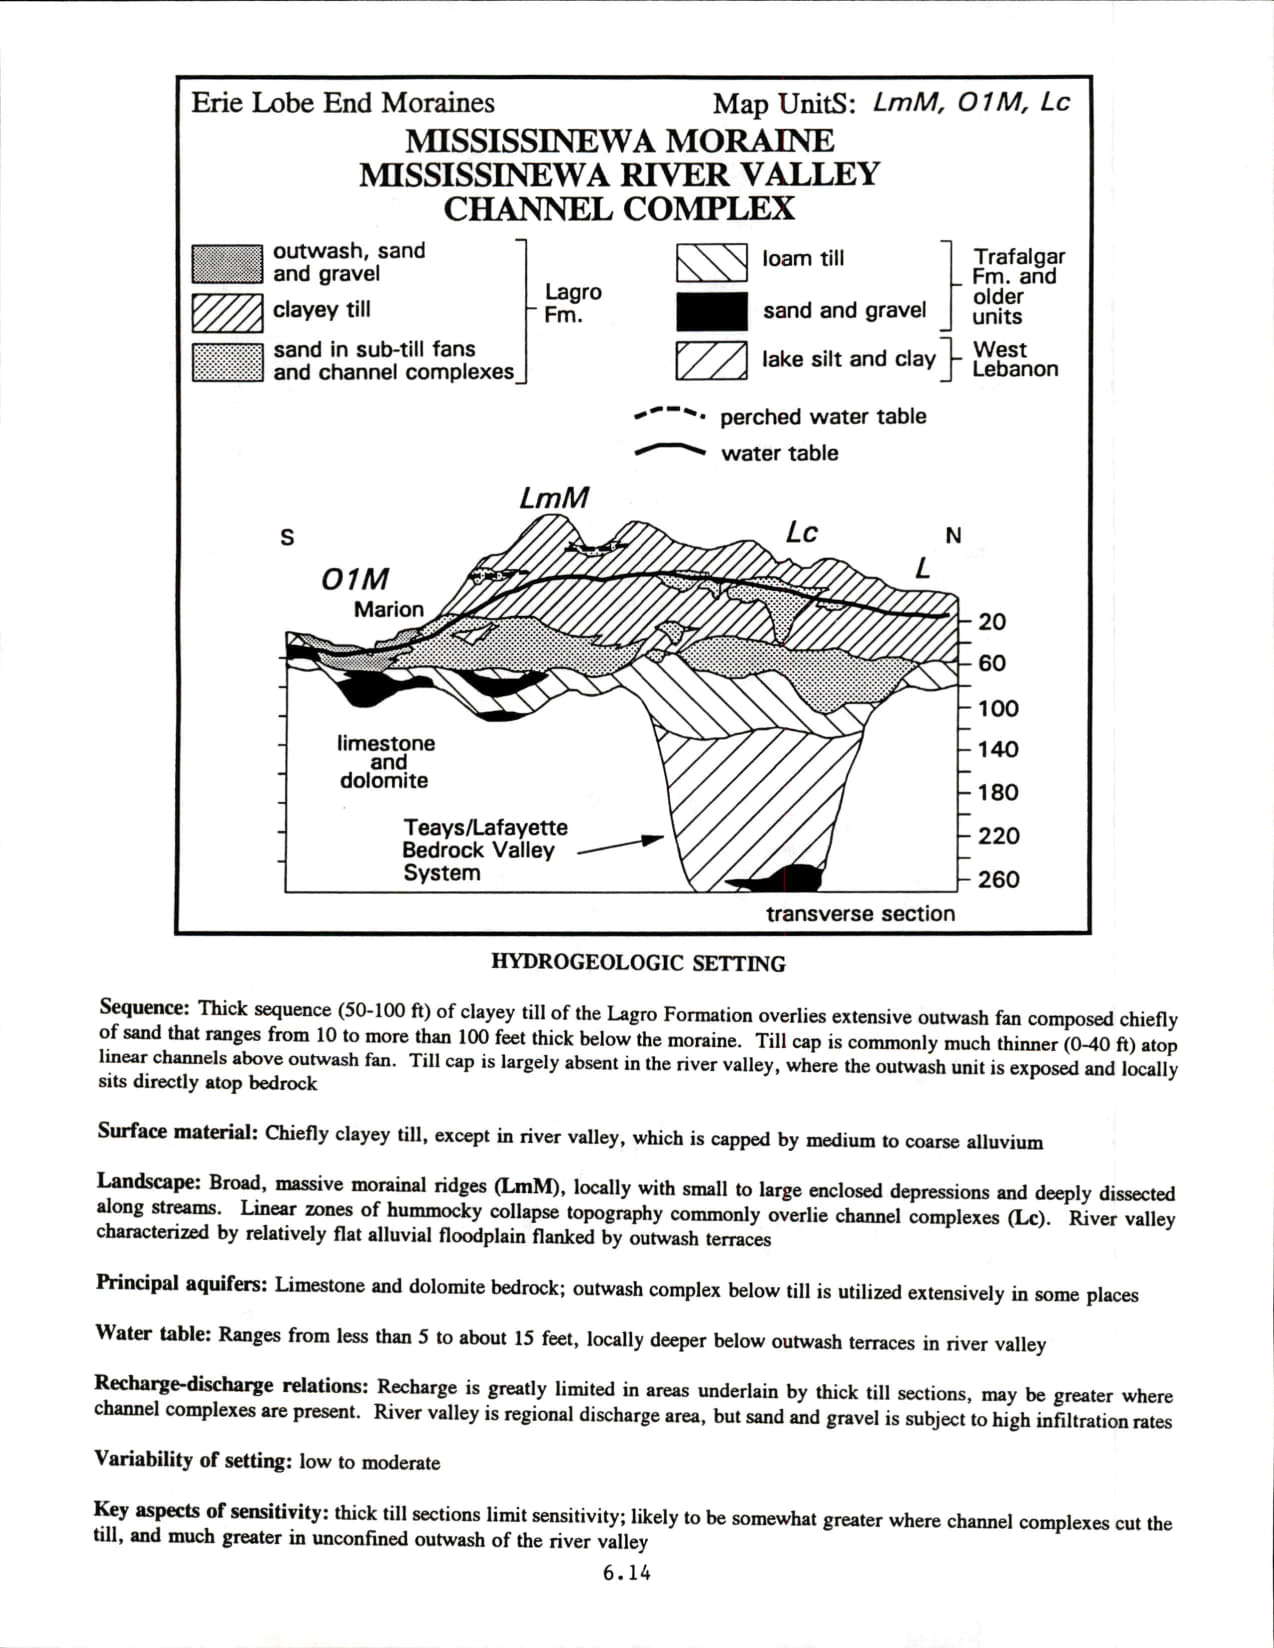 Erie Lobe End Moraines
Map UnitS: LmM, O1M, Lc
MISSISSINEWA MORAINE
MISSISSINEWA RIVER VALLEY
CHANNEL COMPLEX
outwash, sand
and gravel
clayey till
sand in sub-till fans
and channel complexes
Lagro
Fm.
loam till
sand and gravel
lake silt and clay
Trafalgar
Fm. and
older
units
West
Lebanon
perched water table
water table
LmM
S
Lc
N
O1M
L
Marion
20
60
100
140
180
220
260
limestone
and
dolomite
Teays/Lafayette
Bedrock Valley
System
transverse section
HYDROGEOLOGIC SETTING
Sequence: Thick sequence (50-100 ft) of clayey till of the Lagro Formation overlies extensive outwash fan composed chiefly
of sand that ranges from 10 to more than 100 feet thick below the moraine. Till cap is commonly much thinner (0-40 ft) atop
linear channels above outwash fan. Till cap is largely absent in the river valley, where the outwash unit is exposed and locally
sits directly atop bedrock
Surface material: Chiefly clayey till, except in river valley, which is capped by medium to coarse alluvium
Landscape: Broad, massive morainal ridges (LmM), locally with small to large enclosed depressions and deeply dissected
along streams. Linear zones of hummocky collapse topography commonly overlie channel complexes (Lc). River valley
characterized by relatively flat alluvial floodplain flanked by outwash terraces
Principal aquifers: Limestone and dolomite bedrock; outwash complex below till is utilized extensively in some places
Water table: Ranges from less than 5 to about 15 feet, locally deeper below outwash terraces in river valley
Recharge-discharge relations: Recharge is greatly limited in areas underlain by thick till sections, may be greater where
channel complexes are present. River valley is regional discharge area, but sand and gravel is subject to high infiltration rates
Variability of setting: low to moderate
Key aspects of sensitivity: thick till sections limit sensitivity; likely to be somewhat greater where channel complexes cut the
till, and much greater in unconfined outwash of the river valley
6.14